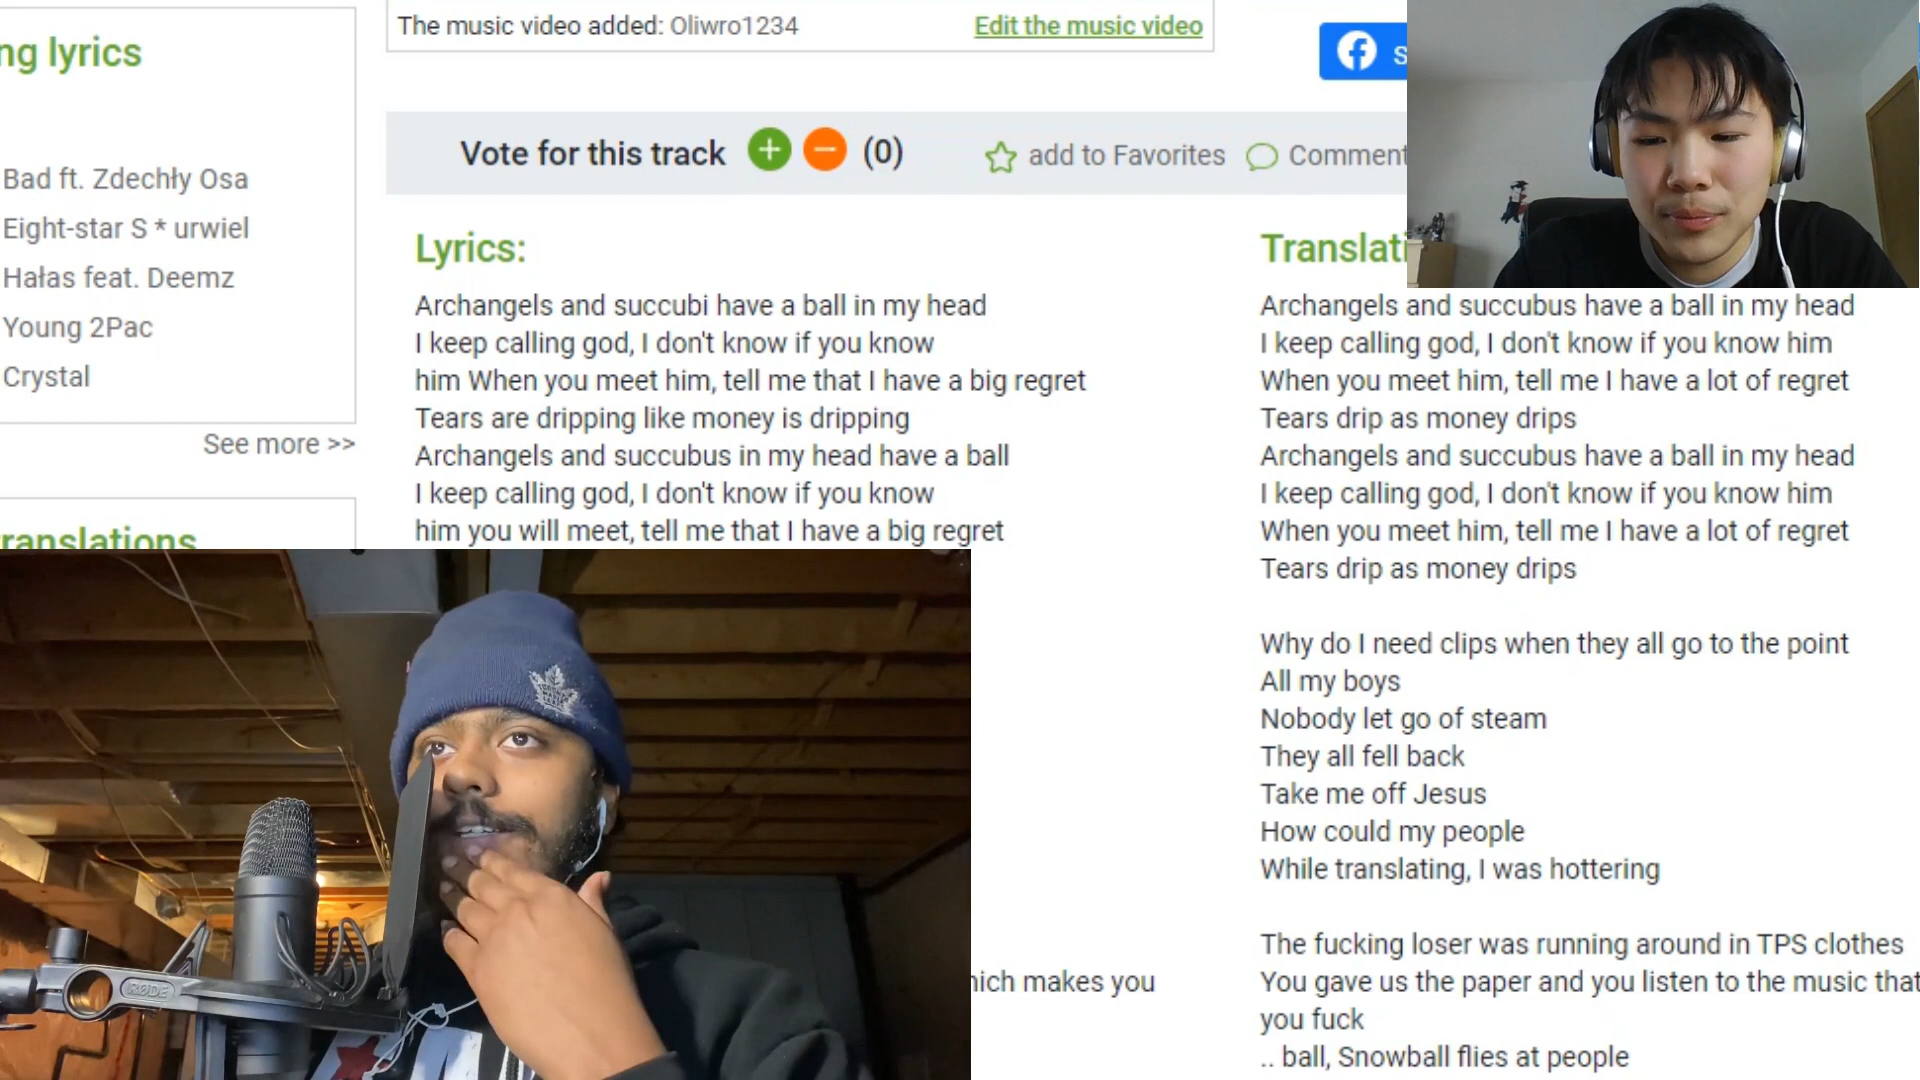 ng lyrics
Bad ft. Zdechły Osa
Eight-star S * urwiel
Hałas feat. Deemz
Young 2Pac
Crystal
See more >>
ranslations
The music video added: Oliwro1234
Edit the music video
S
Vote for this track (0)
add to Favorites
Comment
Lyrics:
Archangels and succubi have a ball in my head
I keep calling god, I don't know if you know
him When you meet him, tell me that I have a big regret
Tears are dripping like money is dripping
Archangels and succubus in my head have a ball
I keep calling god, I don't know if you know
him you will meet, tell me that I have a big regret
hich makes you
Translati
Archangels and succubus have a ball in my head
I keep calling god, I don't know if you know him
When you meet him, tell me I have a lot of regret
Tears drip as money drips
Archangels and succubus have a ball in my head
I keep calling god, I don't know if you know him
When you meet him, tell me I have a lot of regret
Tears drip as money drips
Why do I need clips when they all go to the point
All my boys
Nobody let go of steam
They all fell back
Take me off Jesus
How could my people
While translating, I was hottering
The fucking loser was running around in TPS clothes
You gave us the paper and you listen to the music that
you fuck
.. ball, Snowball flies at people
RØDE